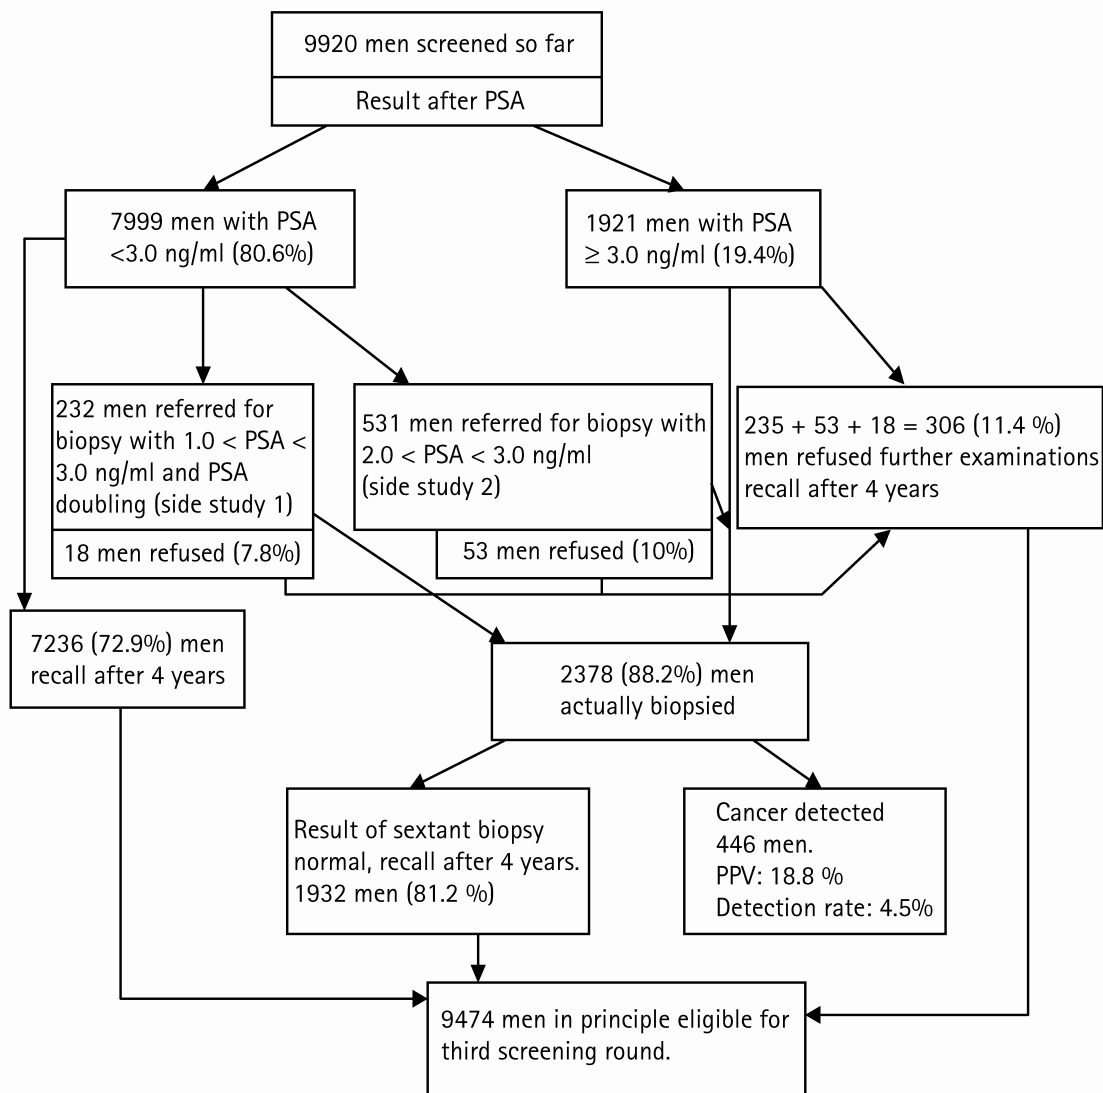 9920 men screened so far
Result after PSA
7999 men with PSA
<3.0 ng/ml (80.6%)
1921 men with PSA
≥ 3.0 ng/ml (19.4%)
232 men referred for
biopsy with 1.0 < PSA <
3.0 ng/ml and PSA
doubling (side study 1)
18 men refused (7.8%)
531 men referred for biopsy with
2.0 < PSA < 3.0 ng/ml
(side study 2)
53 men refused (10%)
235 + 53 + 18 = 306 (11.4 %)
men refused further examinations
recall after 4 years
7236 (72.9%) men
recall after 4 years
2378 (88.2%) men
actually biopsied
Result of sextant biopsy
normal, recall after 4 years.
1932 men (81.2 %)
Cancer detected
446 men.
PPV: 18.8 %
Detection rate: 4.5%
9474 men in principle eligible for
third screening round.